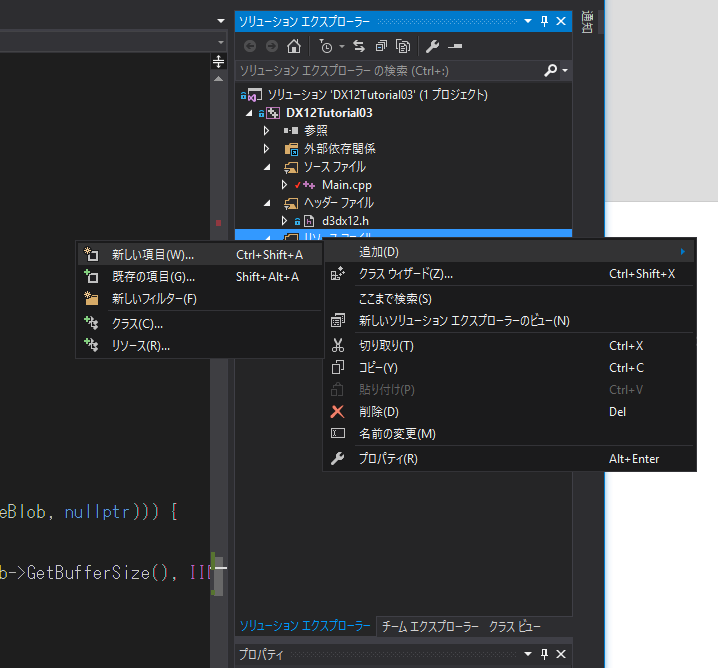 ソリューション エクスプローラー
通知
ソリューション エクスプローラー の検索 (Ctrl+:)
ソリューション 'DX12Tutorial03' (1 プロジェクト)
DX12Tutorial03
参照
外部依存関係
ソース ファイル
Main.cpp
ヘッダー ファイル
d3dx12.h
リソース ファイル
新しい項目(W)... Ctrl+Shift+A
既存の項目(G)... Shift+Alt+A
新しいフィルター(F)
クラス(C)...
リソース(R)...
追加(D)
クラス ウィザード(Z)... Ctrl+Shift+X
ここまで検索(S)
新しいソリューション エクスプローラーのビュー(N)
切り取り(T) Ctrl+X
コピー(Y) Ctrl+C
貼り付け(P) Ctrl+V
削除(D) Del
名前の変更(M)
プロパティ(R) Alt+Enter
eBlob, nullptr))) {
b->GetBufferSize(), II
ソリューション エクスプローラー チーム エクスプローラー クラス ビュー
プロパティ